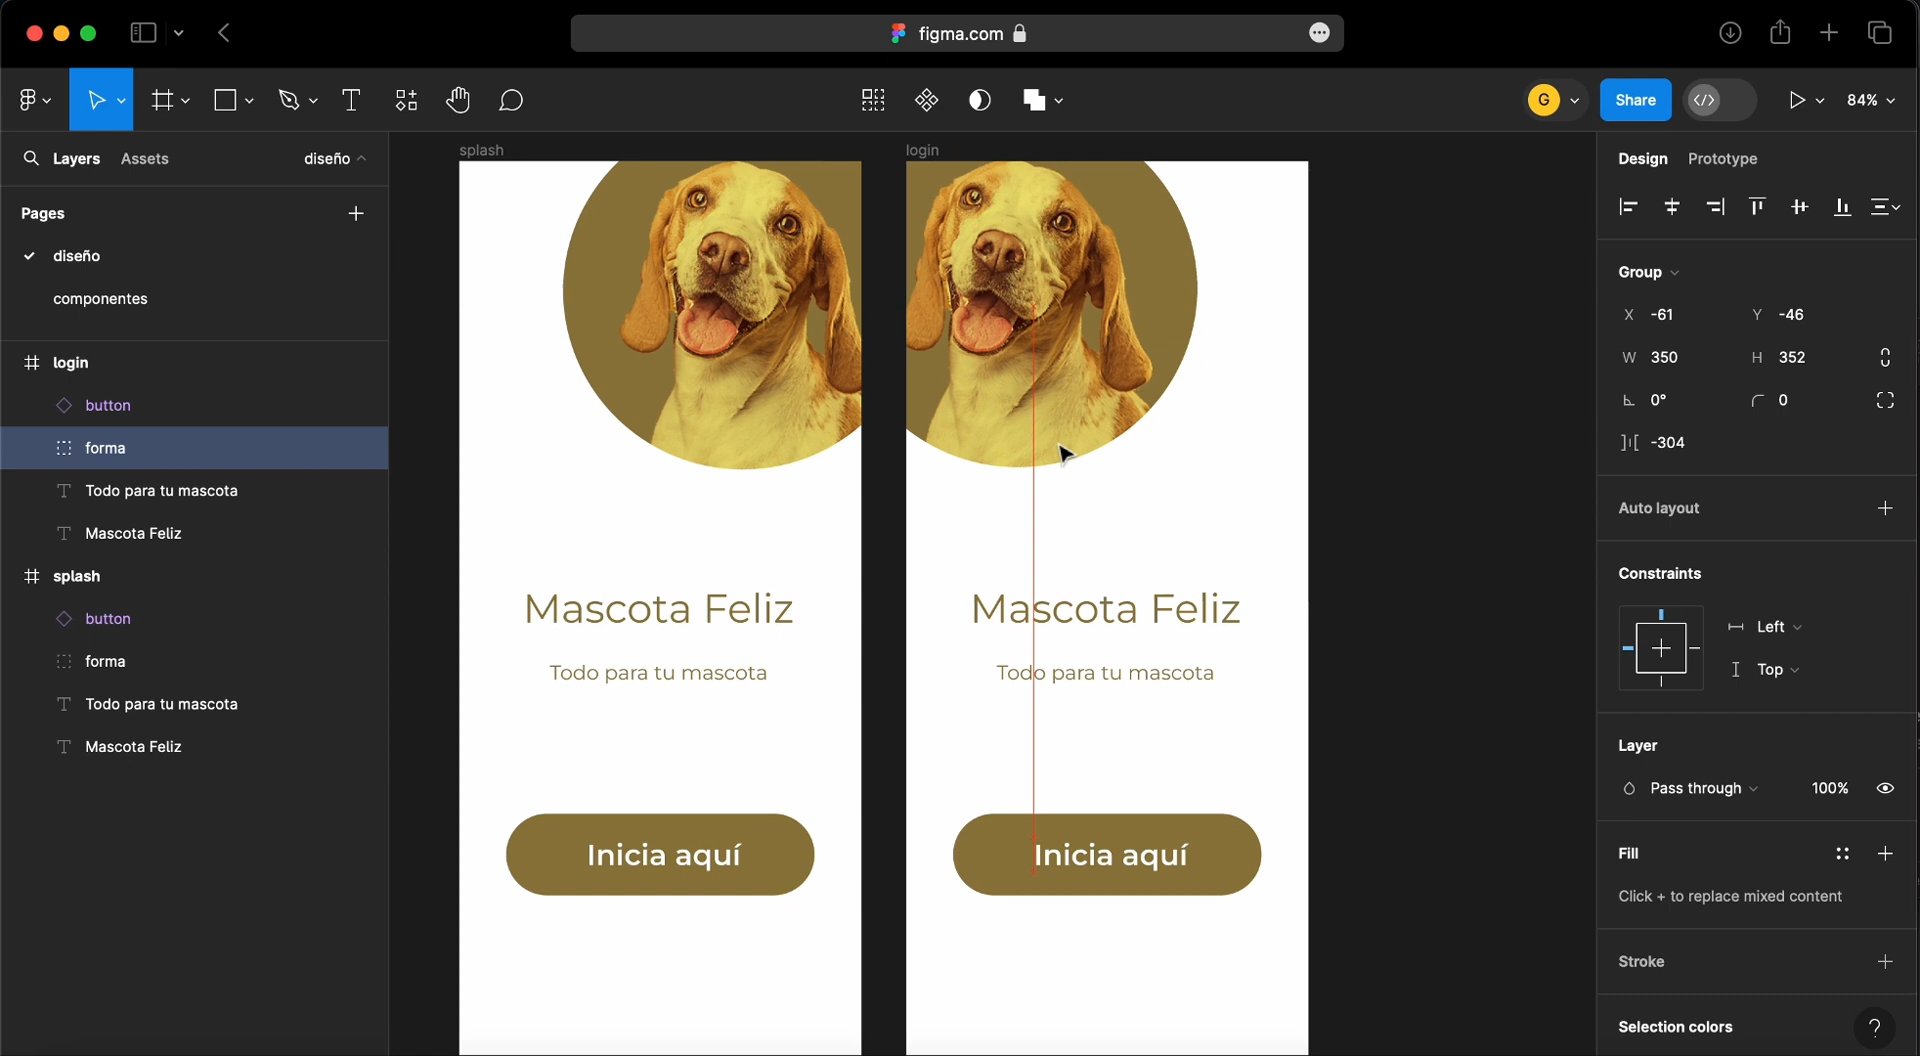 figma.com
G
Share
84%
Layers
Assets
diseño
Pages
diseño
componentes
login
button
forma
Todo para tu mascota
Mascota Feliz
splash
button
forma
Todo para tu mascota
Mascota Feliz
splash
Mascota Feliz
Todo para tu mascota
Inicia aquí
login
Mascota Feliz
Todo para tu mascota
Inicia aquí
Design
Prototype
Group
X -61 Y -46
W 350 H 352
0° 0
-304
Auto layout
Constraints
Left
Top
Layer
Pass through 100%
Fill
Click + to replace mixed content
Stroke
Selection colors
?